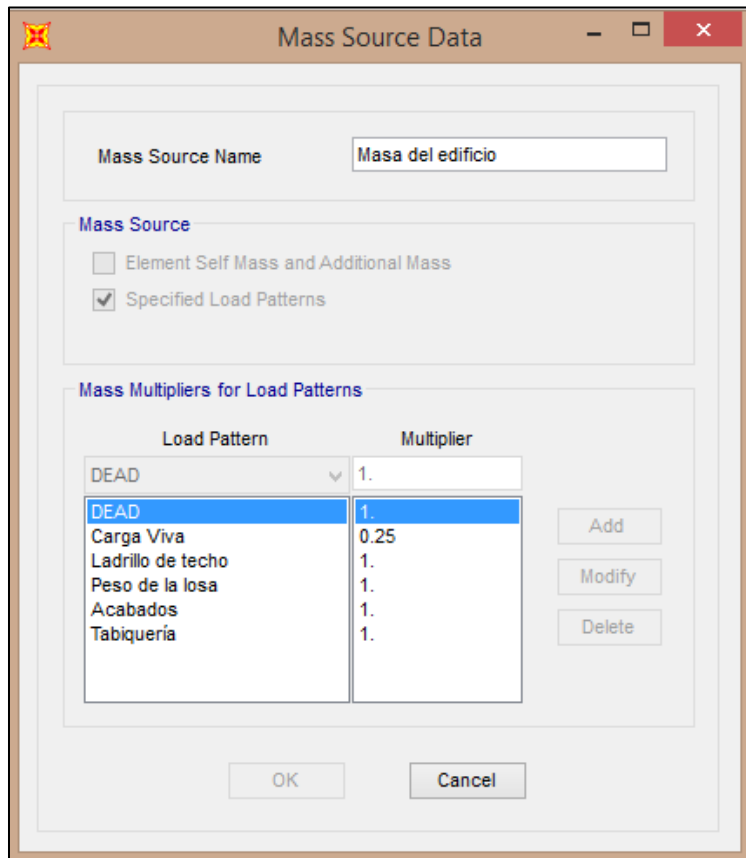 Mass Source Data
Mass Source Name Masa del edificio
Mass Source
Element Self Mass and Additional Mass
Specified Load Patterns
Mass Multipliers for Load Patterns
Load Pattern Multiplier
DEAD 1.
DEAD 1.
Carga Viva 0.25
Ladrillo de techo 1.
Peso de la losa 1.
Acabados 1.
Tabiquería 1.
Add
Modify
Delete
OK Cancel